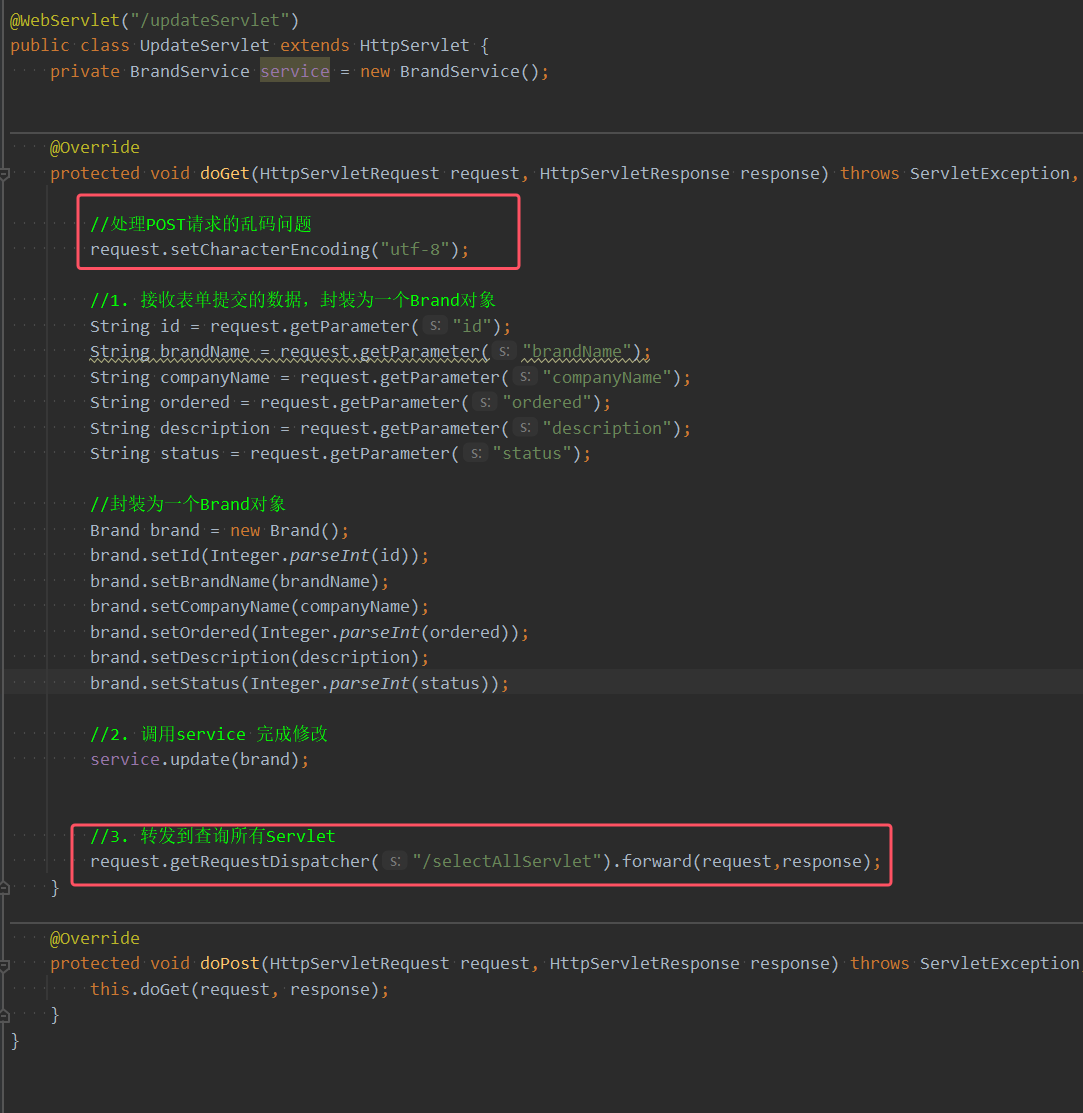 @WebServlet("/updateServlet")
public class UpdateServlet extends HttpServlet {
private BrandService service = new BrandService();
@Override
protected void doGet(HttpServletRequest request, HttpServletResponse response) throws ServletException,
//处理POST请求的乱码问题
request.setCharacterEncoding("utf-8");
//1. 接收表单提交的数据，封装为一个Brand对象
String id = request.getParameter( s: "id");
String brandName = request.getParameter( s: "brandName");
String companyName = request.getParameter( s: "companyName");
String ordered = request.getParameter( s: "ordered");
String description = request.getParameter( s: "description");
String status = request.getParameter( s: "status");
//封装为一个Brand对象
Brand brand = new Brand();
brand.setId(Integer.parseInt(id));
brand.setBrandName(brandName);
brand.setCompanyName(companyName);
brand.setOrdered(Integer.parseInt(ordered));
brand.setDescription(description);
brand.setStatus(Integer.parseInt(status));
//2. 调用service 完成修改
service.update(brand);
//3. 转发到查询所有Servlet
request.getRequestDispatcher( s: "/selectAllServlet").forward(request,response);
}
@Override
protected void doPost(HttpServletRequest request, HttpServletResponse response) throws ServletException
this.doGet(request, response);
}
}